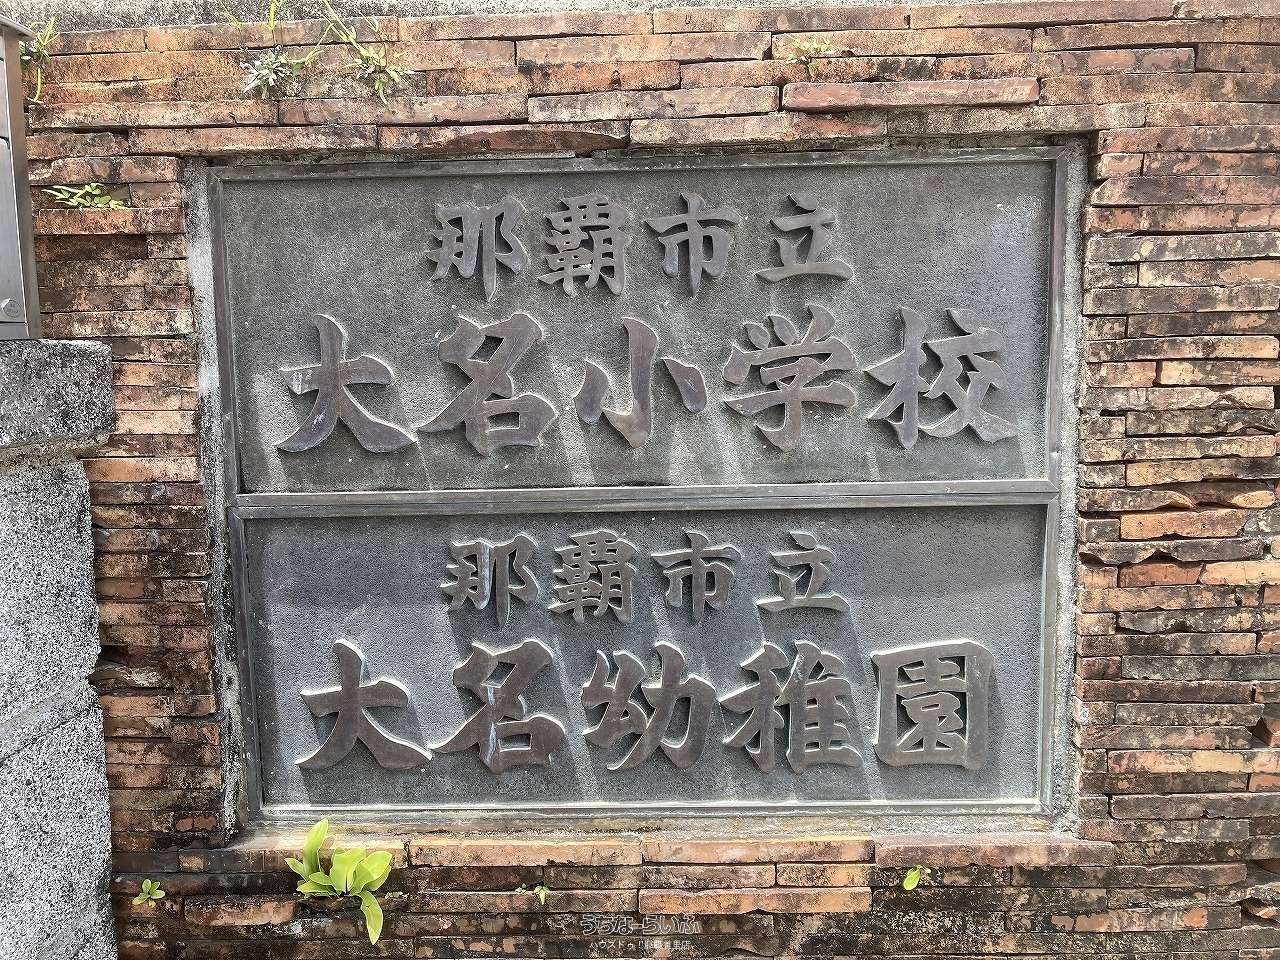 那覇市立
大名小学校
那覇市立
大名幼稚園
うちなーらいふ